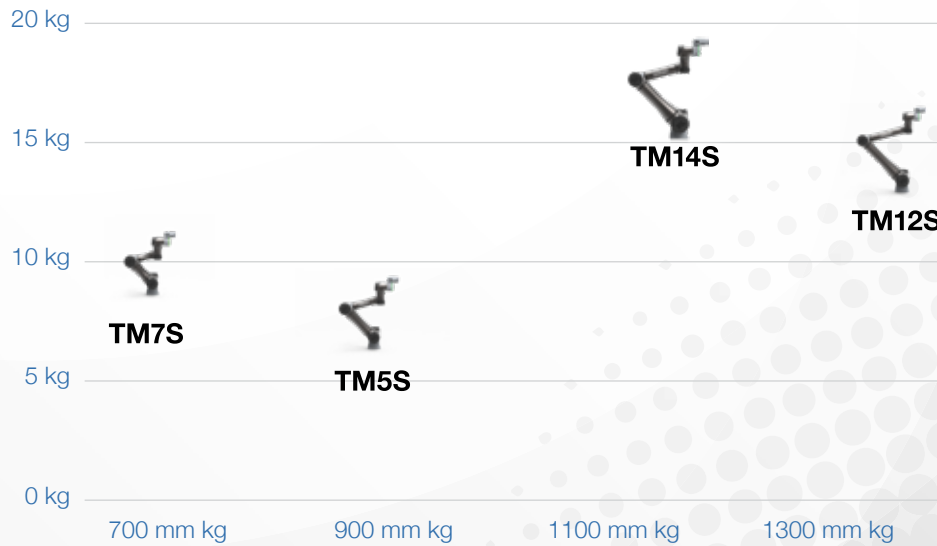 20 kg
15 kg
TM14S
TM12S
10 kg
TM7S
5 kg
TM5S
0 kg
700 mm kg
900 mm kg
1100 mm kg
1300 mm kg